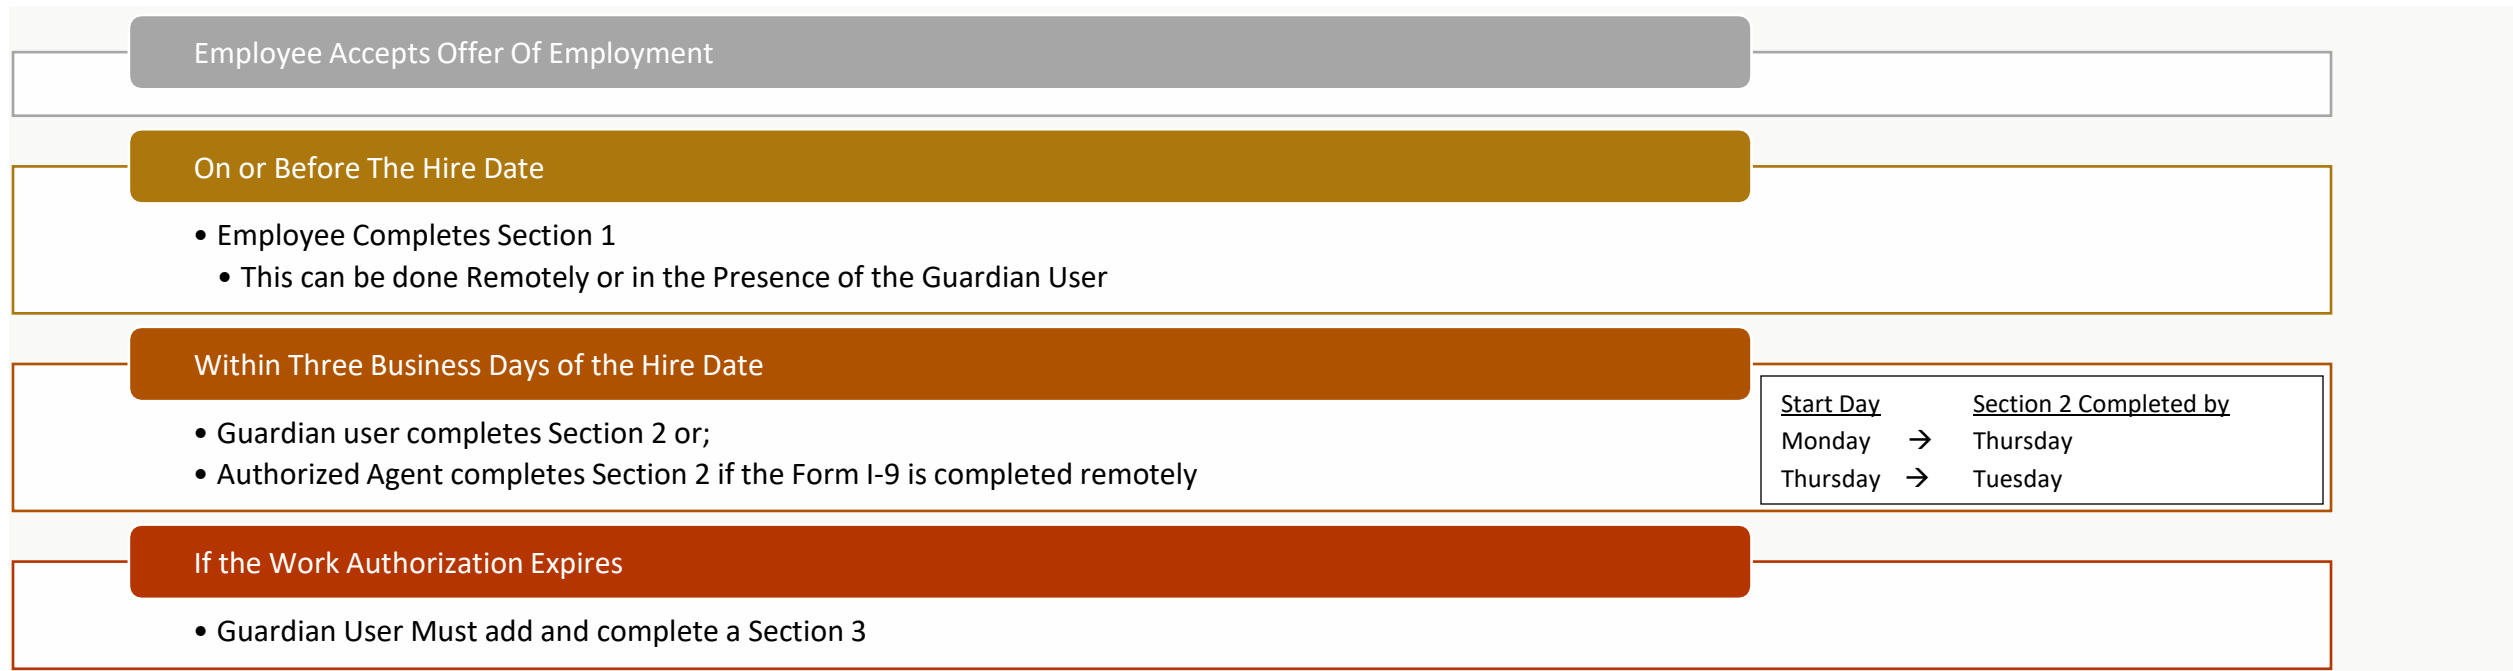 Employee Accepts Offer Of Employment
On or Before The Hire Date
• Employee Completes Section 1
• This can be done Remotely or in the Presence of the Guardian User
Within Three Business Days of the Hire Date
• Guardian user completes Section 2 or;
• Authorized Agent completes Section 2 if the Form I-9 is completed remotely
Start Day Section 2 Completed by
Monday → Thursday
Thursday → Tuesday
If the Work Authorization Expires
• Guardian User Must add and complete a Section 3